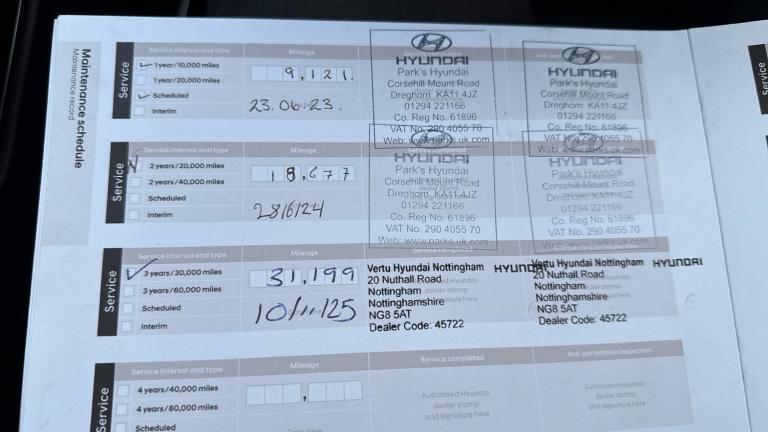 Maintenance schedule
Maintenance record
Service
Service interval and type
Mileage
1 year/10,000 miles
1 year/20,000 miles
Scheduled
Interim
9,121.
23.06.23.
HYUNDAI
Park's Hyundai
Corsehill Mount Road
Dreghorn KA11 4JZ
01294 221166
Co. Reg No. 61896
VAT No. 290 4055 70
Web: www.parks.uk.com
HYUNDAI
Park's Hyundai
Corsehill Mount Road
Dreghorn, KA11 4JZ
01294 221166
Co. Reg No. 61896
VAT No. 290 4055 70
Web: www.parks.uk.com
Service
Service interval and type
Mileage
2 years/20,000 miles
2 years/40,000 miles
Scheduled
Interim
18,677
28/6/24
HYUNDAI
Park's Hyundai
Corsehill Mount Road
Dreghorn, KA11 4JZ
01294 221166
Co. Reg No. 61896
VAT No. 290 4055 70
Web: www.parks-uk.com
HYUNDAI
Park's Hyundai
Corsehill Mount Road
Dreghorn, KA11 4JZ
01294 221166
Co. Reg No. 61896
VAT No. 290 4055 70
Service
Service interval and type
Mileage
3 years/30,000 miles
3 years/60,000 miles
Scheduled
Interim
31,199
10/11/25
Vertu Hyundai Nottingham HYUNDAI
20 Nuthall Road
Nottingham
Nottinghamshire
NG8 5AT
Dealer Code: 45722
Vertu Hyundai Nottingham HYUNDAI
20 Nuthall Road
Nottingham
Nottinghamshire
NG8 5AT
Dealer Code: 45722
Service
Service interval and type
Mileage
Service completed
Anti-perforation inspection
4 years/40,000 miles
4 years/80,000 miles
Scheduled
Authorised Hyundai
dealer stamp
and signature here
Authorised Hyundai
dealer stamp
and signature here
Service